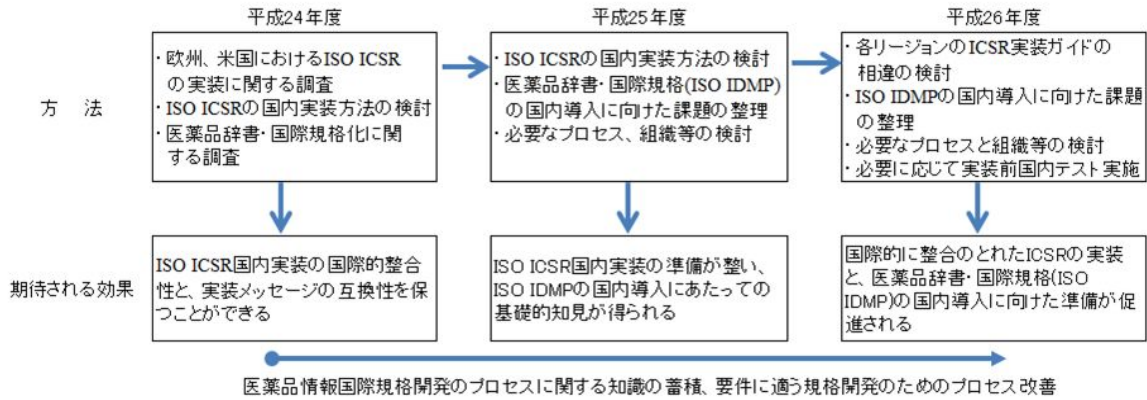 平成24年度
平成25年度
平成26年度
方 法
・欧州、米国におけるISO ICSR
の実装に関する調査
・ISO ICSRの国内実装方法の検討
・医薬品辞書・国際規格化に関
する調査
・ISO ICSRの国内実装方法の検討
・医薬品辞書・国際規格(ISO IDMP)
の国内導入に向けた課題の整理
・必要なプロセス、組織等の検討
・各リージョンのICSR実装ガイドの
相違の検討
・ISO IDMPの国内導入に向けた課題
の整理
・必要なプロセスと組織等の検討
・必要に応じて実装前国内テスト実施
期待される効果
ISO ICSR国内実装の国際的整合
性と、実装メッセージの互換性を保
つことができる
ISO ICSR国内実装の準備が整い、
ISO IDMPの国内導入にあたっての
基礎的知見が得られる
国際的に整合のとれたICSRの実装
と、医薬品辞書・国際規格(ISO
IDMP)の国内導入に向けた準備が促
進される
医薬品情報国際規格開発のプロセスに関する知識の蓄積、要件に適う規格開発のためのプロセス改善